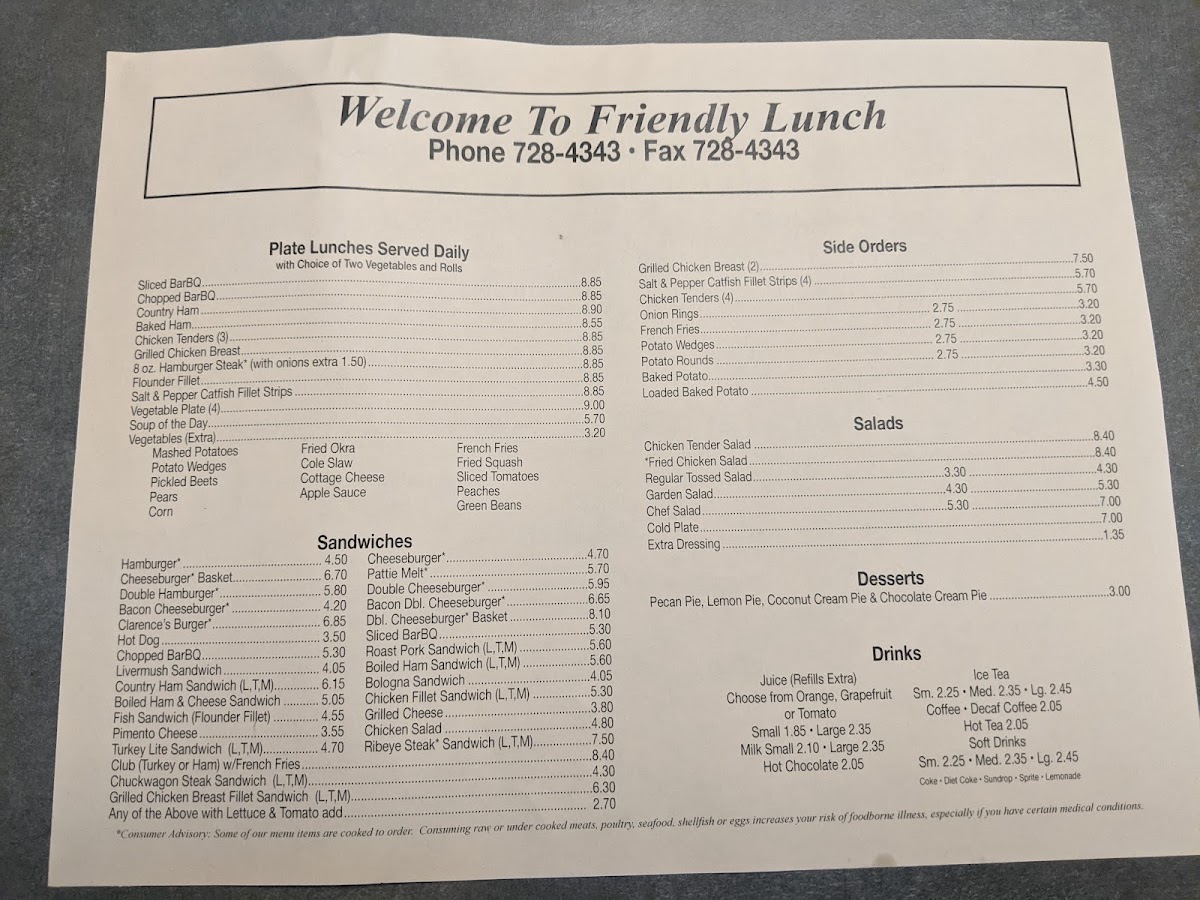 Welcome To Friendly Lunch
Phone 728-4343 • Fax 728-4343
Plate Lunches Served Daily
with Choice of Two Vegetables and Rolls
Sliced BarBQ 8.85
Chopped BarBQ 8.85
Country Ham 8.90
Baked Ham 8.55
Chicken Tenders (3) 8.85
Grilled Chicken Breast 8.85
8 oz. Hamburger Steak* (with onions extra 1.50) 8.85
Flounder Fillet 8.85
Salt & Pepper Catfish Fillet Strips 8.85
Vegetable Plate (4) 9.00
Soup of the Day 5.70
Vegetables (Extra) 3.20
Mashed Potatoes
Potato Wedges
Pickled Beets
Pears
Corn
Fried Okra
Cole Slaw
Cottage Cheese
Apple Sauce
French Fries
Fried Squash
Sliced Tomatoes
Peaches
Green Beans
Sandwiches
Hamburger* 4.50
Cheeseburger* Basket 6.70
Double Hamburger* 5.80
Bacon Cheeseburger* 4.20
Clarence's Burger* 6.85
Hot Dog 3.50
Chopped BarBQ 5.30
Livermush Sandwich 4.05
Country Ham Sandwich (L,T,M) 6.15
Boiled Ham & Cheese Sandwich 5.05
Fish Sandwich (Flounder Fillet) 4.55
Pimento Cheese 3.55
Turkey Lite Sandwich (L,T,M) 4.70
Cheeseburger* 4.70
Pattie Melt* 5.70
Double Cheeseburger* 5.95
Bacon Dbl. Cheeseburger* 6.65
Dbl. Cheeseburger* Basket 8.10
Sliced BarBQ 5.30
Roast Pork Sandwich (L,T,M) 5.60
Boiled Ham Sandwich (L,T,M) 5.60
Bologna Sandwich 4.05
Chicken Fillet Sandwich (L,T,M) 5.30
Grilled Cheese 3.80
Chicken Salad 4.80
Ribeye Steak* Sandwich (L,T,M) 7.50
Club (Turkey or Ham) w/French Fries 8.40
Chuckwagon Steak Sandwich (L,T,M) 4.30
Grilled Chicken Breast Fillet Sandwich (L,T,M) 6.30
Any of the Above with Lettuce & Tomato add 2.70
Side Orders
Grilled Chicken Breast (2) 7.50
Salt & Pepper Catfish Fillet Strips (4) 5.70
Chicken Tenders (4) 5.70
Onion Rings 2.75 3.20
French Fries 2.75 3.20
Potato Wedges 2.75 3.20
Potato Rounds 2.75 3.20
Baked Potato 3.30
Loaded Baked Potato 4.50
Salads
Chicken Tender Salad 8.40
*Fried Chicken Salad 8.40
Regular Tossed Salad 3.30 4.30
Garden Salad 4.30 5.30
Chef Salad 5.30 7.00
Cold Plate 7.00
Extra Dressing 1.35
Desserts
Pecan Pie, Lemon Pie, Coconut Cream Pie & Chocolate Cream Pie 3.00
Drinks
Juice (Refills Extra)
Choose from Orange, Grapefruit
or Tomato
Small 1.85 • Large 2.35
Milk Small 2.10 • Large 2.35
Hot Chocolate 2.05
Ice Tea
Sm. 2.25 • Med. 2.35 • Lg. 2.45
Coffee • Decaf Coffee 2.05
Hot Tea 2.05
Soft Drinks
Sm. 2.25 • Med. 2.35 • Lg. 2.45
Coke • Diet Coke • Sundrop • Sprite • Lemonade
*Consumer Advisory: Some of our menu items are cooked to order. Consuming raw or under cooked meats, poultry, seafood, shellfish or eggs increases your risk of foodborne illness, especially if you have certain medical conditions.